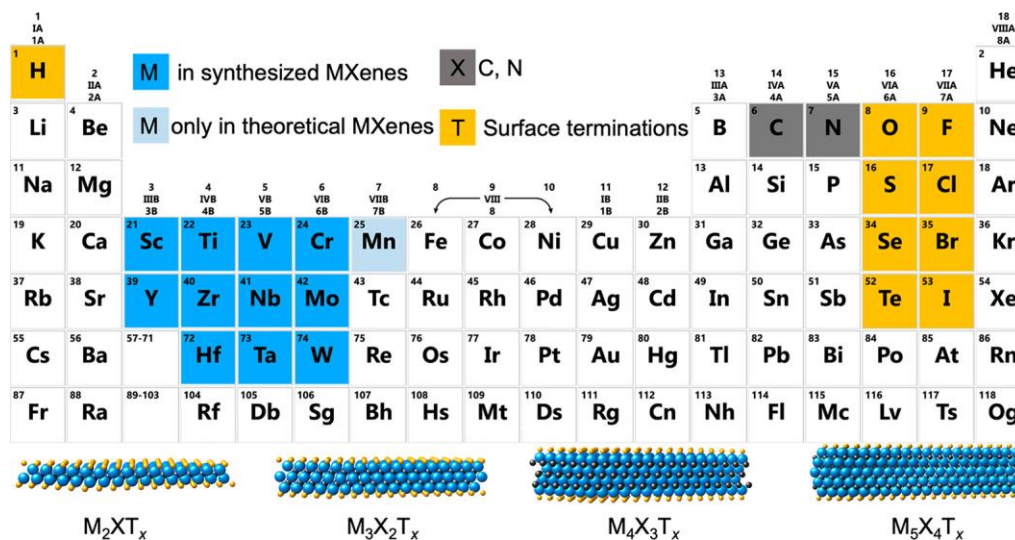 1
IA
1A
18
VIIIA
8A
1
H
2
IIA
2A
M in synthesized MXenes
X C, N
13
IIIA
3A
14
IVA
4A
15
VA
5A
16
VIA
6A
17
VIIA
7A
2
He
3
Li
4
Be
M only in theoretical MXenes
T Surface terminations
5
B
6
C
7
N
8
O
9
F
10
Ne
11
Na
12
Mg
3
IIIB
3B
4
IVB
4B
5
VB
5B
6
VIB
6B
7
VIIB
7B
8
9
VIII
8
10
11
IB
1B
12
IIB
2B
13
Al
14
Si
15
P
16
S
17
Cl
18
Ar
19
K
20
Ca
21
Sc
22
Ti
23
V
24
Cr
25
Mn
26
Fe
27
Co
28
Ni
29
Cu
30
Zn
31
Ga
32
Ge
33
As
34
Se
35
Br
36
Kr
37
Rb
38
Sr
39
Y
40
Zr
41
Nb
42
Mo
43
Tc
44
Ru
45
Rh
46
Pd
47
Ag
48
Cd
49
In
50
Sn
51
Sb
52
Te
53
I
54
Xe
55
Cs
56
Ba
57-71
72
Hf
73
Ta
74
W
75
Re
76
Os
77
Ir
78
Pt
79
Au
80
Hg
81
Tl
82
Pb
83
Bi
84
Po
85
At
86
Rn
87
Fr
88
Ra
89-103
104
Rf
105
Db
106
Sg
107
Bh
108
Hs
109
Mt
110
Ds
111
Rg
112
Cn
113
Nh
114
Fl
115
Mc
116
Lv
117
Ts
118
Og
M₂XTₓ
M₃X₂Tₓ
M₄X₃Tₓ
M₅X₄Tₓ